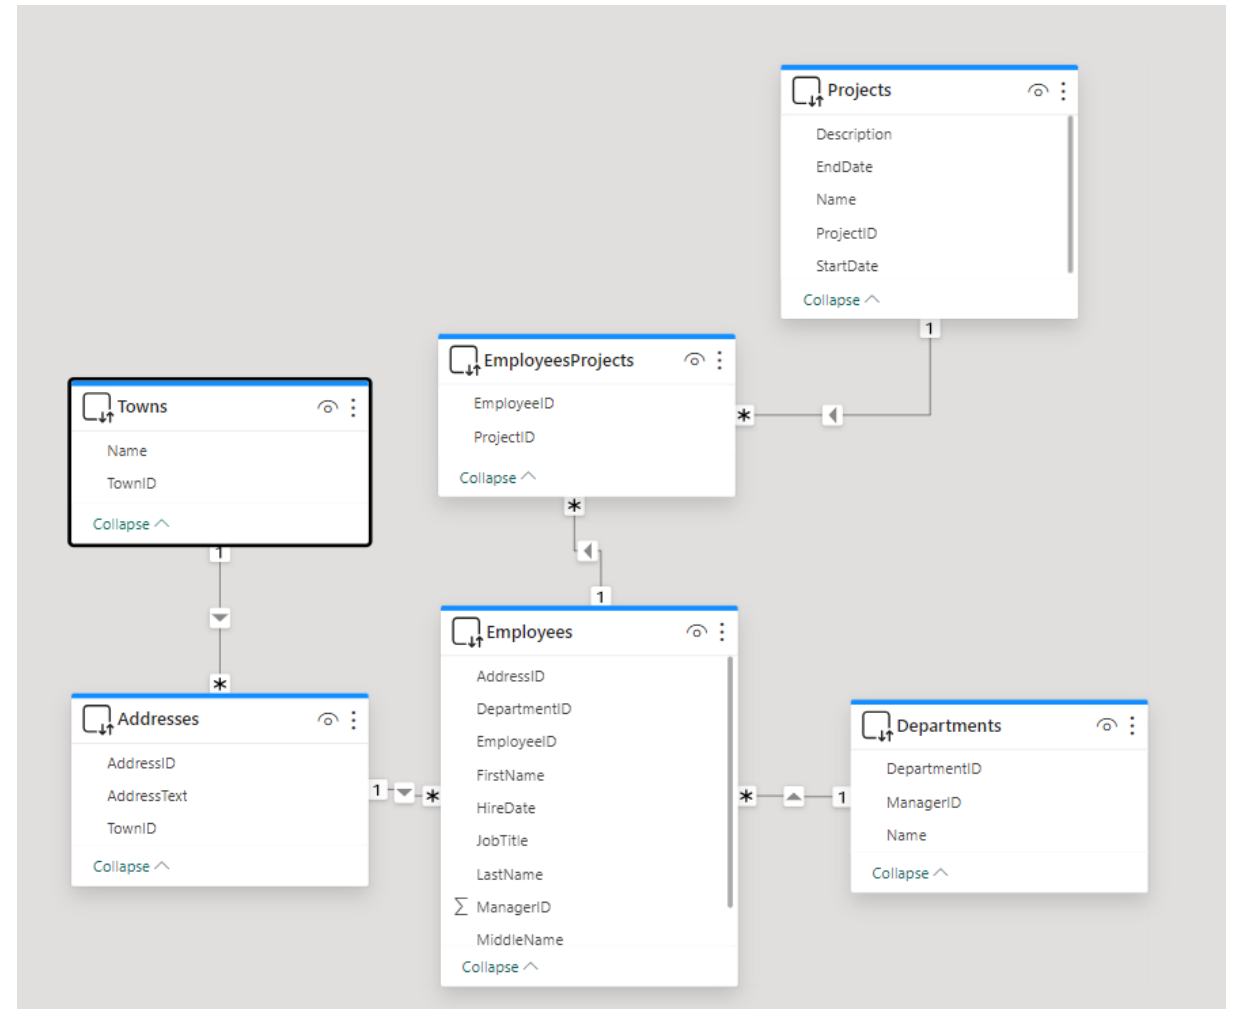 Projects
Description
EndDate
Name
ProjectID
StartDate
Collapse
1
EmployeesProjects
EmployeeID
ProjectID
Collapse
*
*
1
Towns
Name
TownID
Collapse
1
*
Addresses
AddressID
AddressText
TownID
Collapse
1
*
Employees
AddressID
DepartmentID
EmployeeID
FirstName
HireDate
JobTitle
LastName
∑ ManagerID
MiddleName
Collapse
*
1
Departments
DepartmentID
ManagerID
Name
Collapse